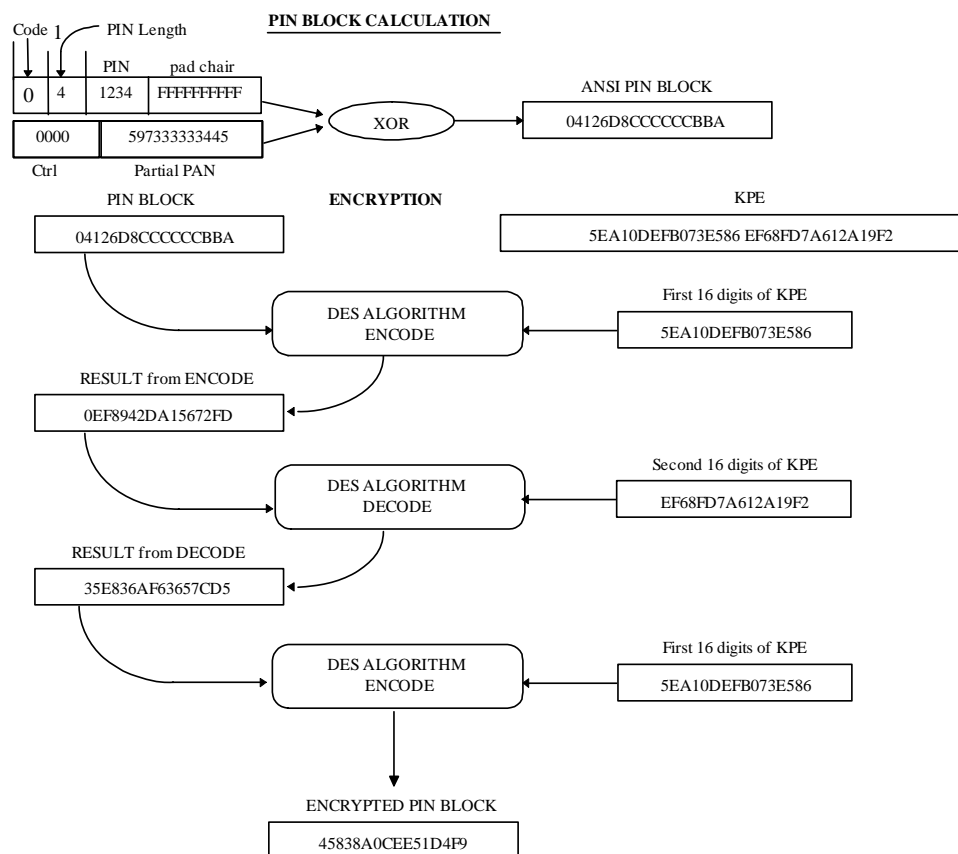 PIN BLOCK CALCULATION
Code 1 PIN Length
PIN pad chair
0 4 1234 FFFFFFFFFF
0000 597333333445
Ctrl Partial PAN
XOR
ANSI PIN BLOCK
04126D8CCCCCCBBA
PIN BLOCK
04126D8CCCCCCBBA
ENCRYPTION
KPE
5EA10DEFB073E586 EF68FD7A612A19F2
DES ALGORITHM
ENCODE
First 16 digits of KPE
5EA10DEFB073E586
RESULT from ENCODE
0EF8942DA15672FD
DES ALGORITHM
DECODE
Second 16 digits of KPE
EF68FD7A612A19F2
RESULT from DECODE
35E836AF63657CD5
DES ALGORITHM
ENCODE
First 16 digits of KPE
5EA10DEFB073E586
ENCRYPTED PIN BLOCK
45838A0CEE51D4F9